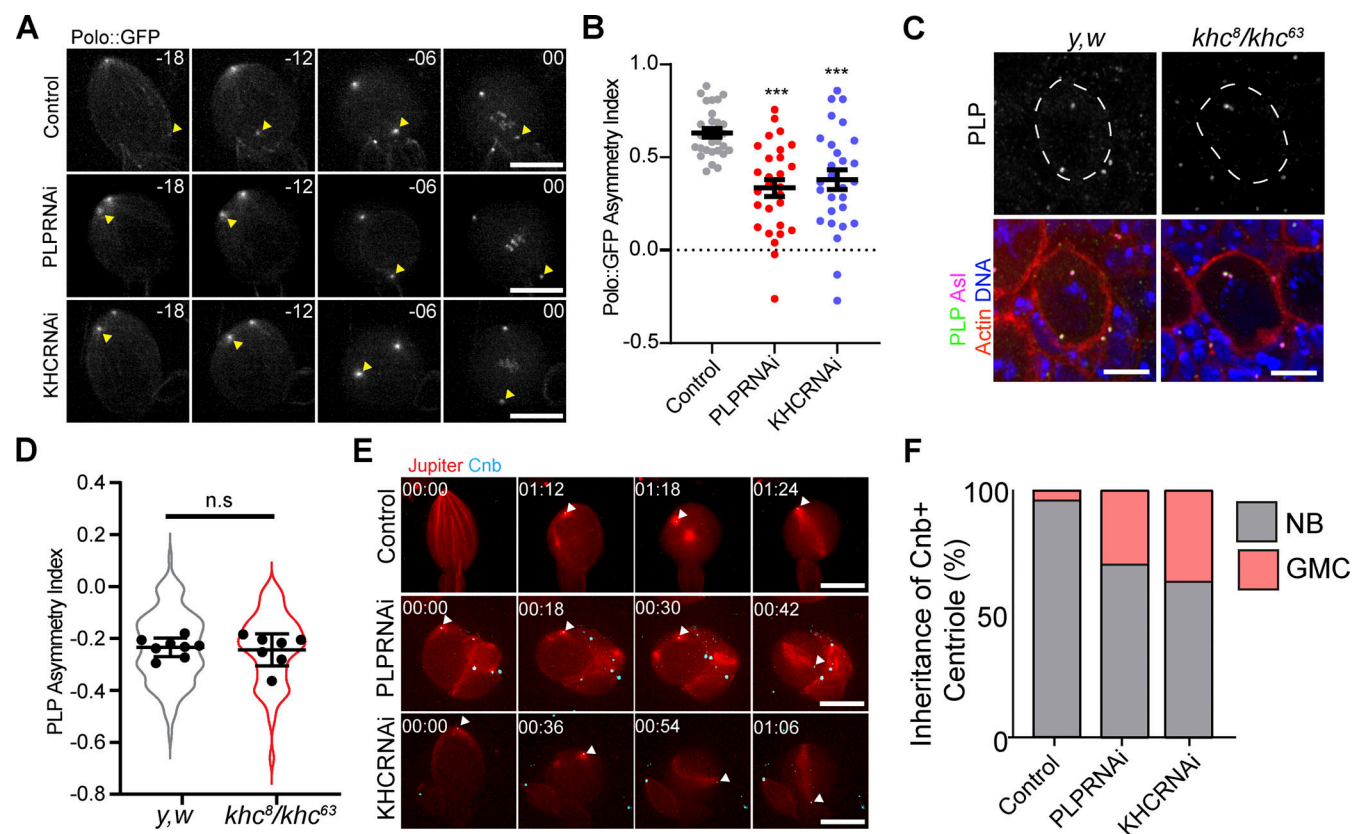 A
Polo::GFP
Control
-18
-12
-06
00
PLPRNAi
-18
-12
-06
00
KHCRNAi
-18
-12
-06
00
B
Polo::GFP Asymmetry Index
1.0
0.5
0.0
-0.5
***
***
Control
PLPRNAi
KHCRNAi
C
y,w
khc⁸/khc⁶³
PLP
PLP Asl
Actin DNA
D
PLP Asymmetry Index
0.4
0.2
0.0
-0.2
-0.4
-0.6
-0.8
n.s
y,w
khc⁸/khc⁶³
E
Jupiter Cnb
Control
00:00
01:12
01:18
01:24
PLPRNAi
00:00
00:18
00:30
00:42
KHCRNAi
00:00
00:36
00:54
01:06
F
Inheritance of Cnb+
Centriole (%)
100
50
0
Control
PLPRNAi
KHCRNAi
NB
GMC